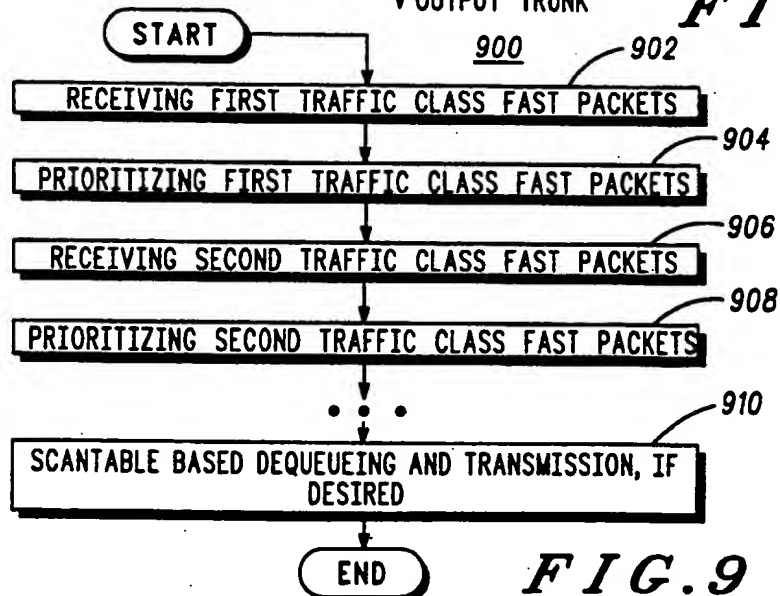 OUTPUT TRUNK
START
900
902
RECEIVING FIRST TRAFFIC CLASS FAST PACKETS
904
PRIORITIZING FIRST TRAFFIC CLASS FAST PACKETS
906
RECEIVING SECOND TRAFFIC CLASS FAST PACKETS
908
PRIORITIZING SECOND TRAFFIC CLASS FAST PACKETS
• • •
910
SCANTABLE BASED DEQUEUEING AND TRANSMISSION, IF
DESIRED
END
FIG.9